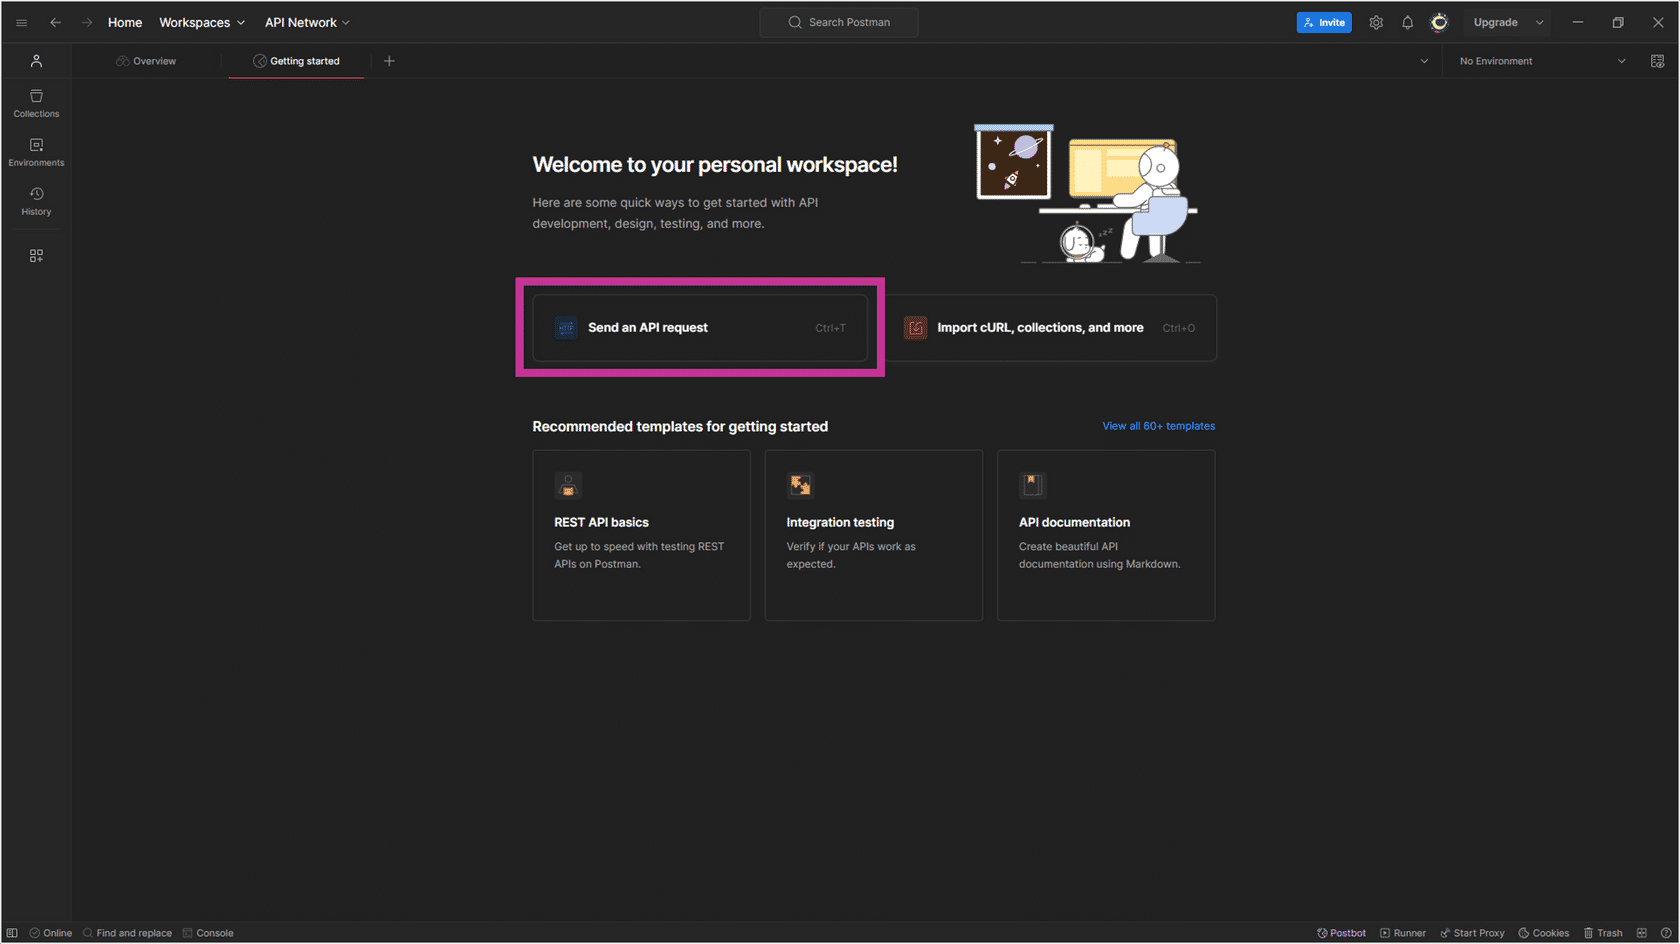 Home Workspaces API Network Search Postman Invite Upgrade
Overview Getting started No Environment
Collections
Environments
History
Welcome to your personal workspace!
Here are some quick ways to get started with API
development, design, testing, and more.
zzz
HTTP Send an API request Ctrl+T Import cURL, collections, and more Ctrl+O
Recommended templates for getting started View all 60+ templates
REST API basics
Get up to speed with testing REST
APIs on Postman.
Integration testing
Verify if your APIs work as
expected.
API documentation
Create beautiful API
documentation using Markdown.
Online Find and replace Console Postbot Runner Start Proxy Cookies Trash